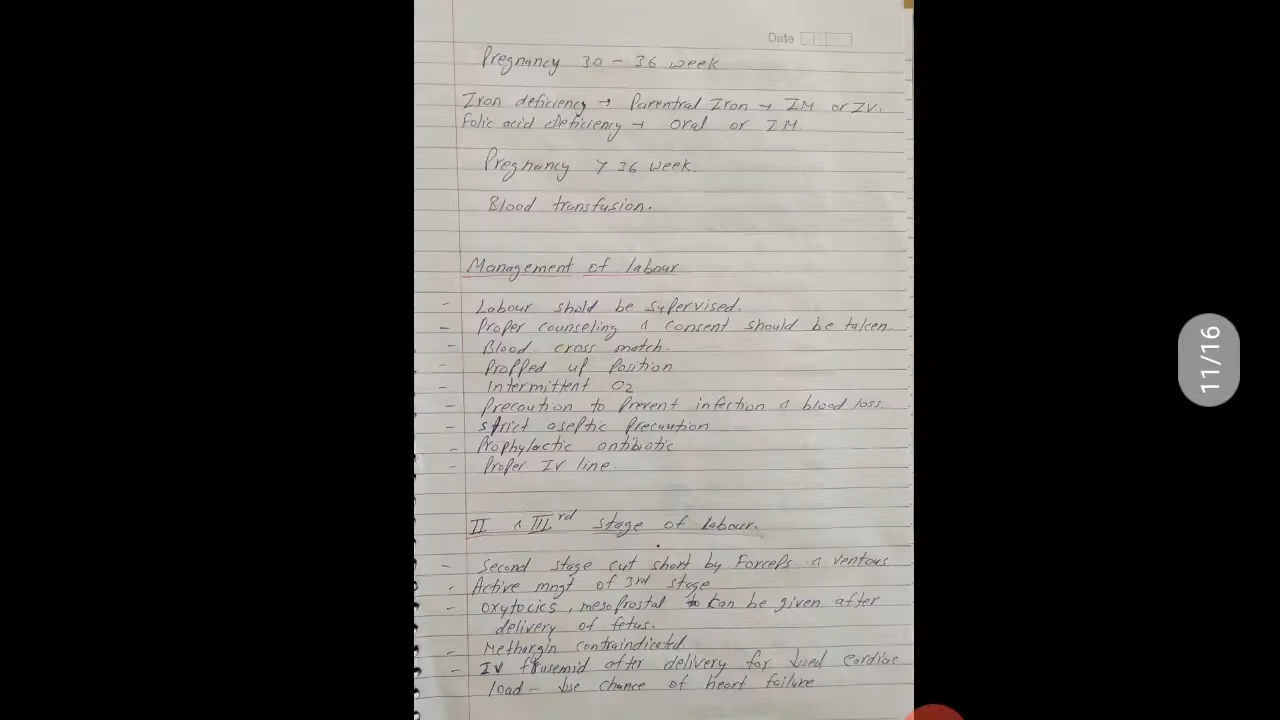 Date
Pregnancy 30 - 36 week.
Iron deficiency → Parentral Iron → IM or IV.
Folic acid deficiency → Oral or IM
Pregnancy > 36 week.
Blood transfusion.
Management of labour
- Labour shold be supervised.
- Proper counseling & consent should be taken.
- Blood cross match.
- Propped up position
- Intermittent O2
- Precaution to prevent infection & blood loss.
- strict aseptic precaution
- Prophylactic antibiotic
- Proper IV line.
II & IIIrd stage of labour.
- Second stage cut short by Forceps & ventous
- Active mngt of 3rd stage
- Oxytocics, mesoprostal can be given after
delivery of fetus.
- Methargin contraindicated.
- IV frusemid after delivery for ↓sed cardiac
load - ↓se chance of heart failure
11/16